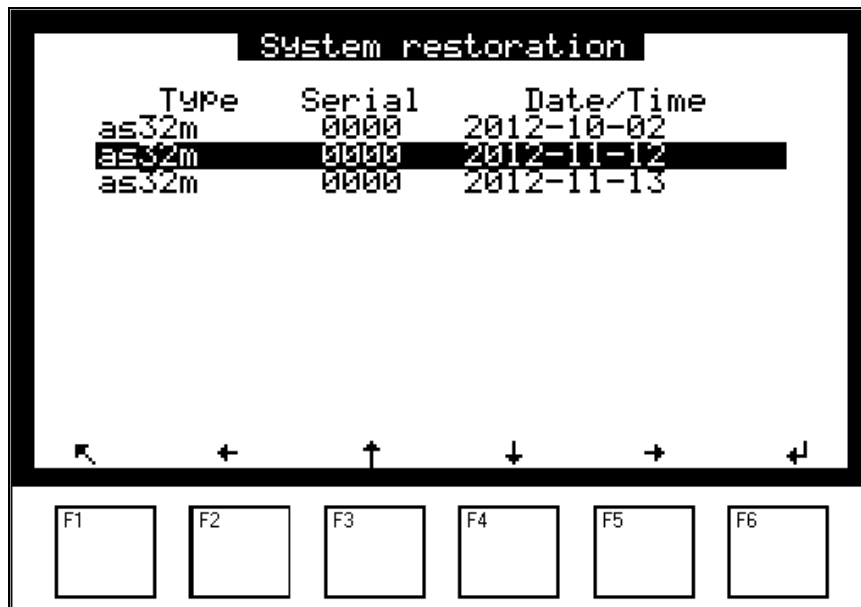 System restoration
Type Serial Date/Time
as32m 0000 2012-10-02
as32m 0000 2012-11-12
as32m 0000 2012-11-13
↖ ← ↑ ↓ → ↵
F1 F2 F3 F4 F5 F6